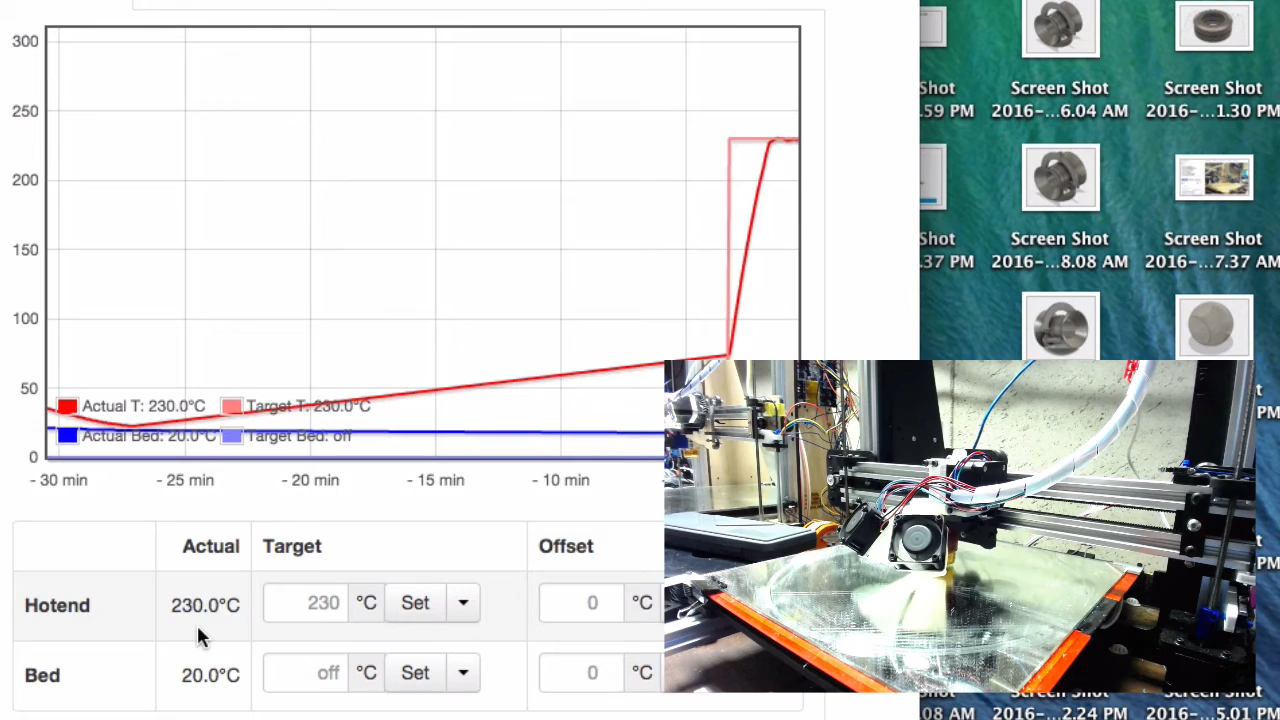 300
250
200
150
100
50
0
Actual T: 230.0°C Target T: 230.0°C
Actual Bed: 20.0°C Target Bed: off
- 30 min - 25 min - 20 min - 15 min - 10 min
Actual Target Offset
Hotend 230.0°C 230 °C Set 0 °C
Bed 20.0°C off °C Set 0 °C
Shot Screen Shot Screen Shot
.59 PM 2016-...6.04 AM 2016-...1.30 PM
Shot Screen Shot Screen Shot
.37 PM 2016-...8.08 AM 2016-...7.37 AM
Shot Screen Shot Screen Shot
.08 AM 2016-...2.24 PM 2016-...5.01 PM